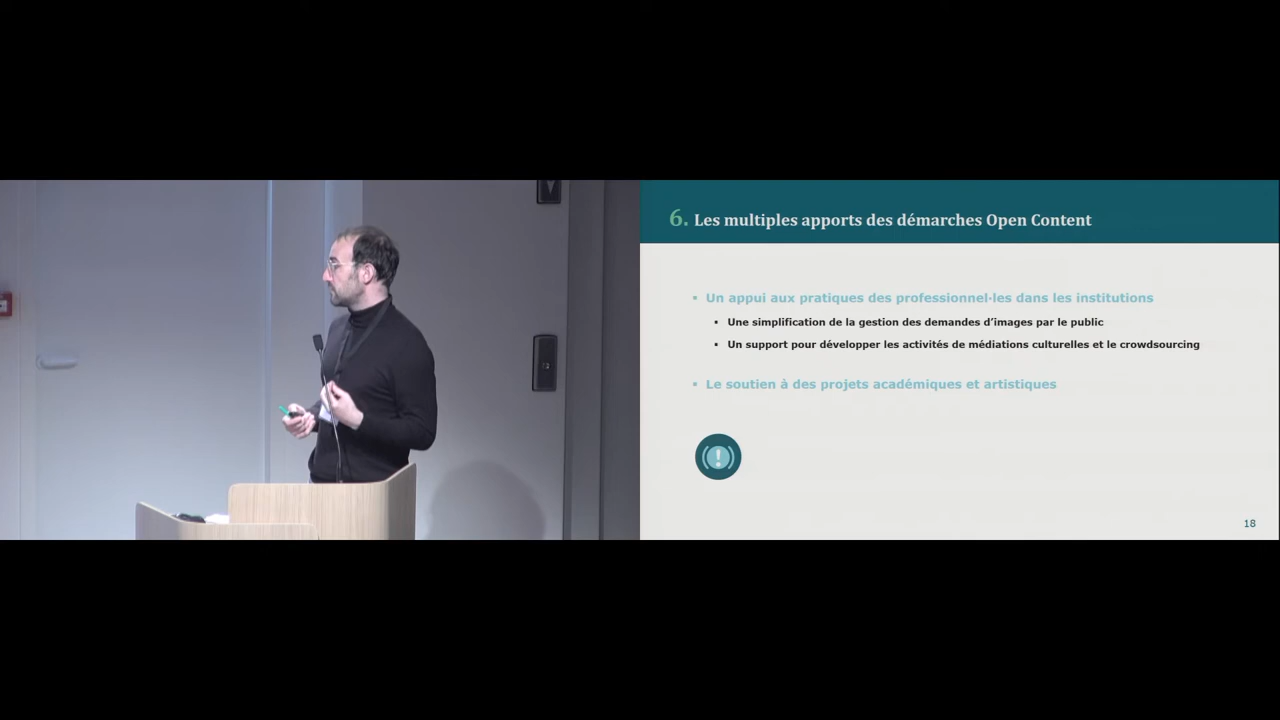 6. Les multiples apports des démarches Open Content
▪ Un appui aux pratiques des professionnel·les dans les institutions
▪ Une simplification de la gestion des demandes d’images par le public
▪ Un support pour développer les activités de médiations culturelles et le crowdsourcing
▪ Le soutien à des projets académiques et artistiques
!
18